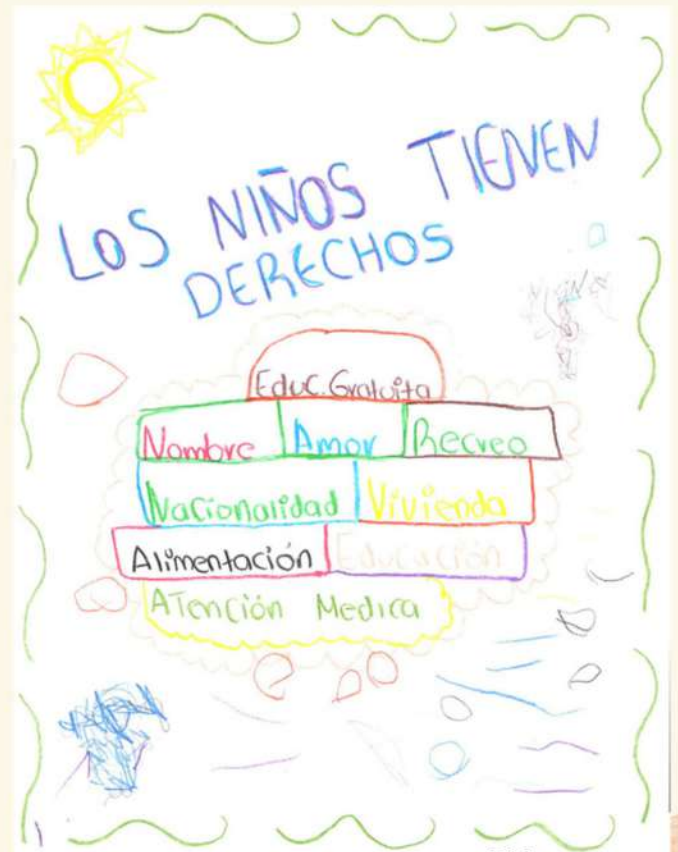 LOS NIÑOS TIENEN
DERECHOS
Educ. Gratuita
Nombre Amor Recreo
Nacionalidad Vivienda
Alimentación Educación
ATención Medica